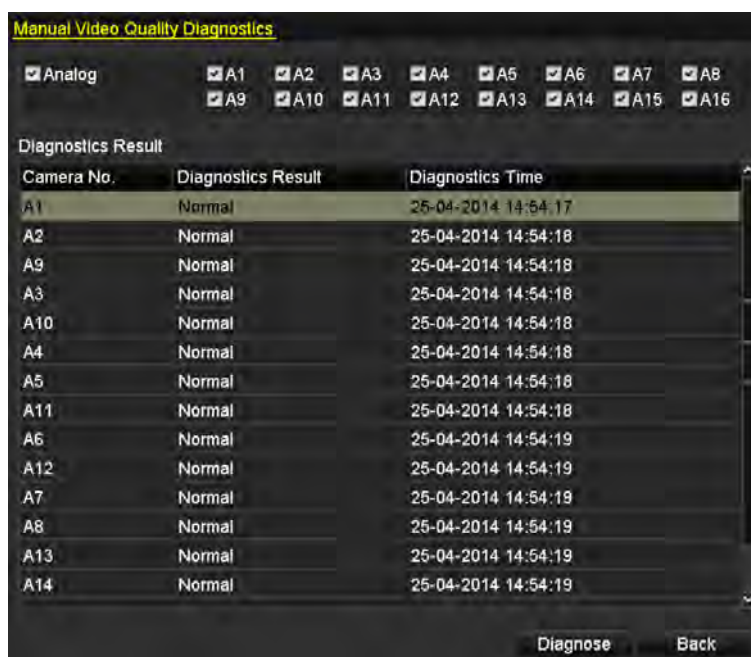 Manual Video Quality Diagnostics
Analog A1 A2 A3 A4 A5 A6 A7 A8
A9 A10 A11 A12 A13 A14 A15 A16
Diagnostics Result
Camera No. Diagnostics Result Diagnostics Time
A1 Normal 25-04-2014 14:54:17
A2 Normal 25-04-2014 14:54:18
A9 Normal 25-04-2014 14:54:18
A3 Normal 25-04-2014 14:54:18
A10 Normal 25-04-2014 14:54:18
A4 Normal 25-04-2014 14:54:18
A5 Normal 25-04-2014 14:54:18
A11 Normal 25-04-2014 14:54:18
A6 Normal 25-04-2014 14:54:19
A12 Normal 25-04-2014 14:54:19
A7 Normal 25-04-2014 14:54:19
A8 Normal 25-04-2014 14:54:19
A13 Normal 25-04-2014 14:54:19
A14 Normal 25-04-2014 14:54:19
Diagnose Back